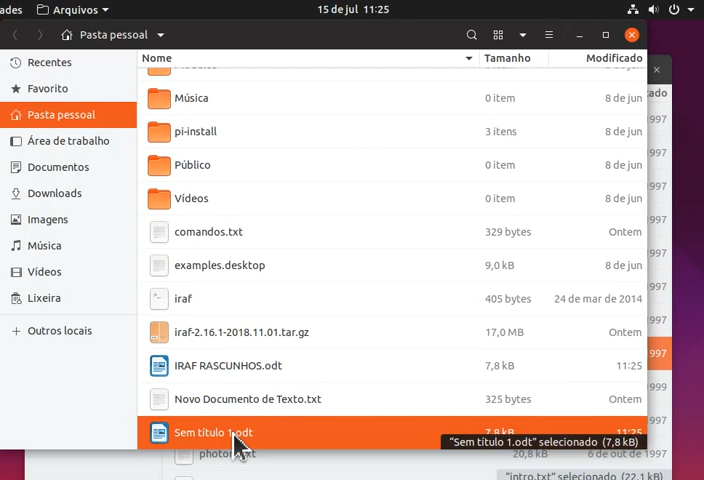 ades Arquivos 15 de jul 11:25
Pasta pessoal
Nome Tamanho Modificado
Recentes
Favorito
Pasta pessoal
Área de trabalho
Documentos
Downloads
Imagens
Música
Vídeos
Lixeira
Outros locais
Música 0 item 8 de jun
pi-install 3 itens 8 de jun
Público 0 item 8 de jun
Vídeos 0 item 8 de jun
comandos.txt 329 bytes Ontem
examples.desktop 9,0 kB 8 de jun
iraf 405 bytes 24 de mar de 2014
iraf-2.16.1-2018.11.01.tar.gz 17,0 MB Ontem
IRAF RASCUNHOS.odt 7,8 kB 11:25
Novo Documento de Texto.txt 325 bytes Ontem
Sem título 1.odt 7,8 kB 11:25
“Sem título 1.odt” selecionado (7,8 kB)
20,8 kB 6 de out de 1997
“intro.txt” selecionado (22,1 kB)
ado
1997
1997
1997
1997
1997
1997
1997
1997
1999
1997